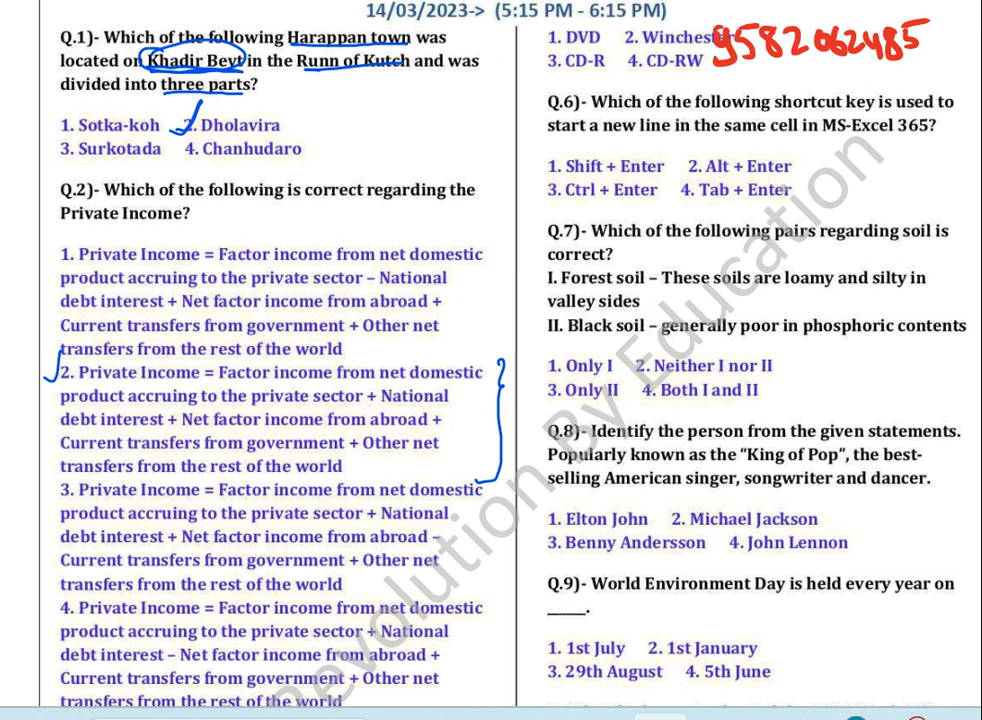 14/03/2023-> (5:15 PM - 6:15 PM)
Q.1)- Which of the following Harappan town was
located on Khadir Beyt in the Runn of Kutch and was
divided into three parts?
1. Sotka-koh 2. Dholavira
3. Surkotada 4. Chanhudaro
Q.2)- Which of the following is correct regarding the
Private Income?
1. Private Income = Factor income from net domestic
product accruing to the private sector – National
debt interest + Net factor income from abroad +
Current transfers from government + Other net
transfers from the rest of the world
2. Private Income = Factor income from net domestic
product accruing to the private sector + National
debt interest + Net factor income from abroad +
Current transfers from government + Other net
transfers from the rest of the world
3. Private Income = Factor income from net domestic
product accruing to the private sector + National
debt interest + Net factor income from abroad –
Current transfers from government + Other net
transfers from the rest of the world
4. Private Income = Factor income from net domestic
product accruing to the private sector + National
debt interest – Net factor income from abroad +
Current transfers from government + Other net
transfers from the rest of the world
1. DVD 2. Winchester
9582062485
3. CD-R 4. CD-RW
Q.6)- Which of the following shortcut key is used to
start a new line in the same cell in MS-Excel 365?
1. Shift + Enter 2. Alt + Enter
3. Ctrl + Enter 4. Tab + Enter
Q.7)- Which of the following pairs regarding soil is
correct?
I. Forest soil – These soils are loamy and silty in
valley sides
II. Black soil – generally poor in phosphoric contents
1. Only I 2. Neither I nor II
3. Only II 4. Both I and II
Q.8)- Identify the person from the given statements.
Popularly known as the “King of Pop”, the best-
selling American singer, songwriter and dancer.
1. Elton John 2. Michael Jackson
3. Benny Andersson 4. John Lennon
Q.9)- World Environment Day is held every year on
_____.
1. 1st July 2. 1st January
3. 29th August 4. 5th June
Revolution By Education